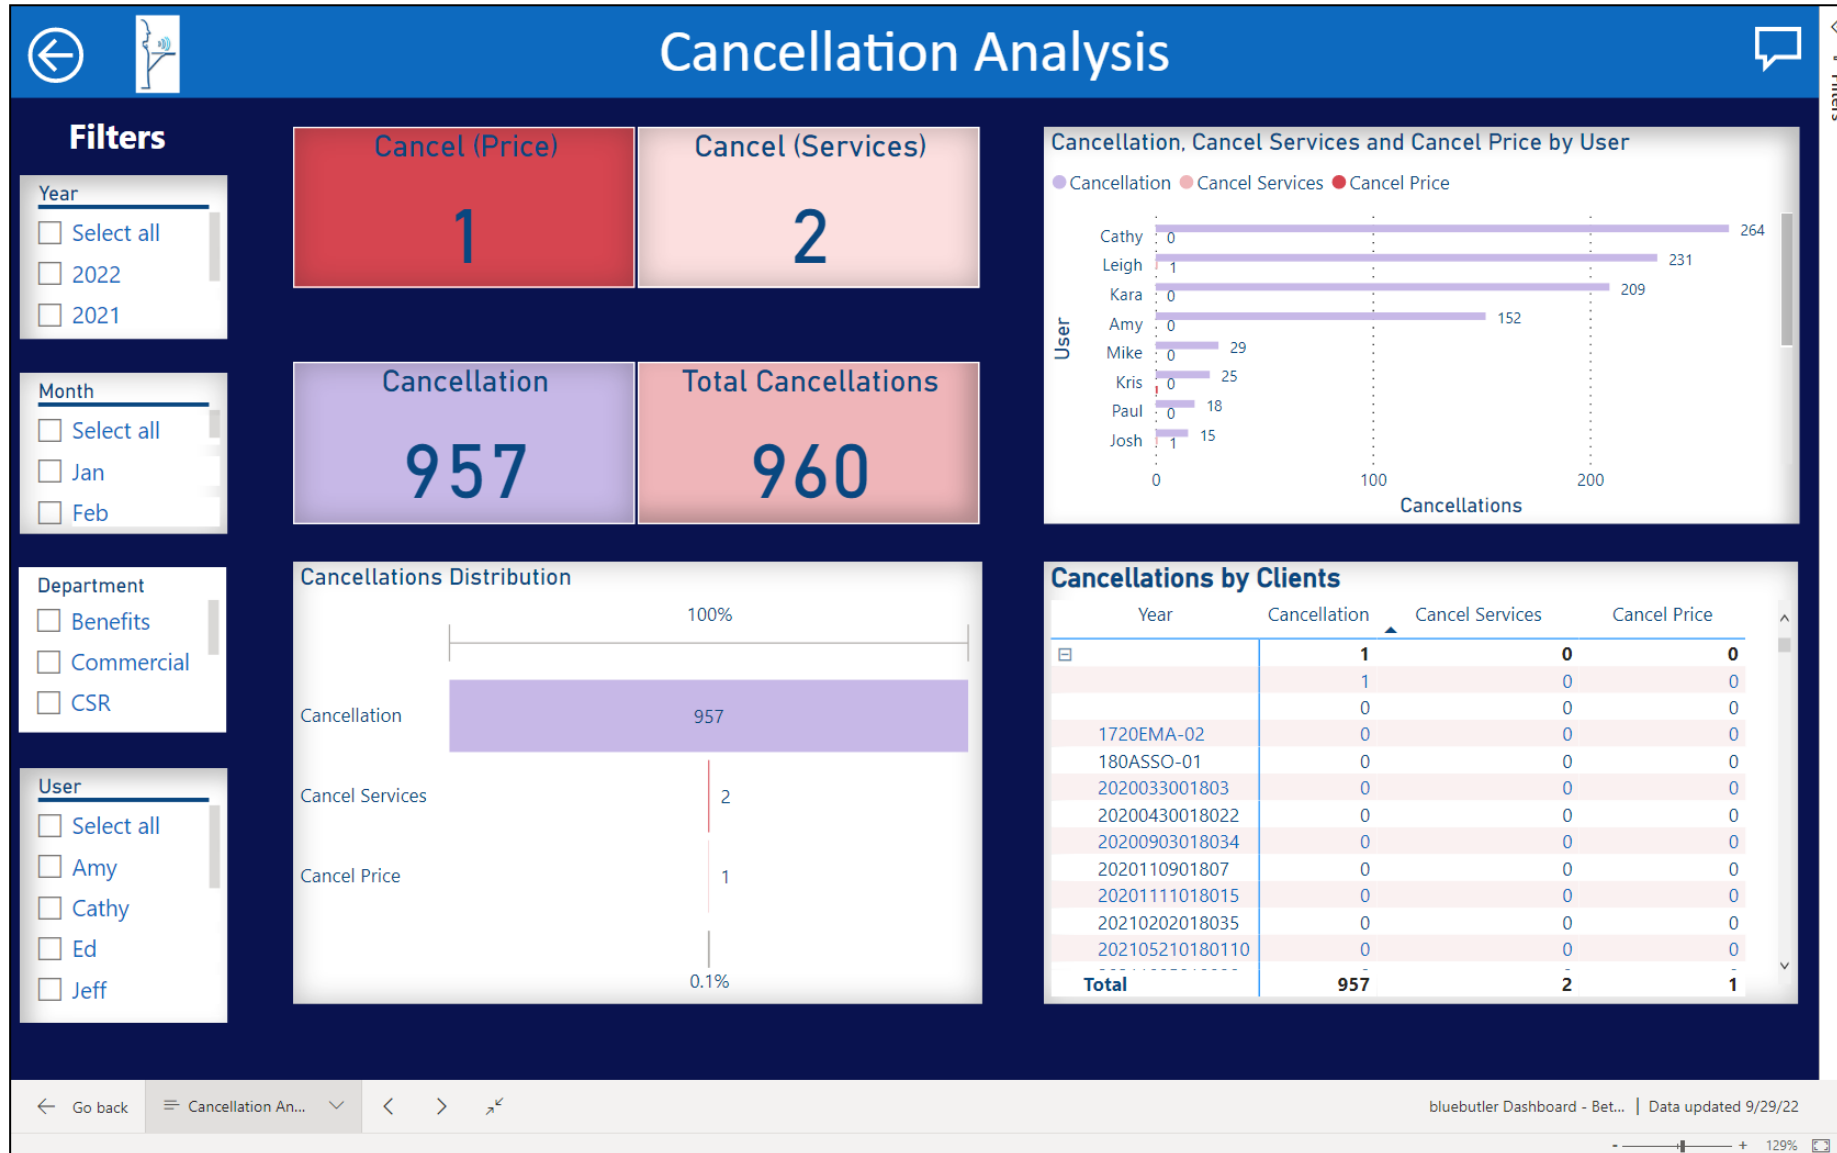 Cancellation Analysis
Filters
Filters
Year
Select all
2022
2021
Month
Select all
Jan
Feb
Department
Benefits
Commercial
CSR
User
Select all
Amy
Cathy
Ed
Jeff
Cancel (Price)
1
Cancel (Services)
2
Cancellation
957
Total Cancellations
960
Cancellation, Cancel Services and Cancel Price by User
Cancellation Cancel Services Cancel Price
User
Cathy 0 264
Leigh 1 231
Kara 0 209
Amy 0 152
Mike 0 29
Kris 0 25
Paul 0 18
Josh 1 15
0 100 200
Cancellations
Cancellations Distribution
100%
Cancellation 957
Cancel Services 2
Cancel Price 1
0.1%
Cancellations by Clients
Year Cancellation Cancel Services Cancel Price
1 0 0
1 0 0
0 0 0
1720EMA-02 0 0 0
180ASSO-01 0 0 0
2020033001803 0 0 0
20200430018022 0 0 0
20200903018034 0 0 0
2020110901807 0 0 0
20201111018015 0 0 0
20210202018035 0 0 0
202105210180110 0 0 0
Total 957 2 1
Go back
Cancellation An...
bluebutler Dashboard - Bet... | Data updated 9/29/22
- + 129%